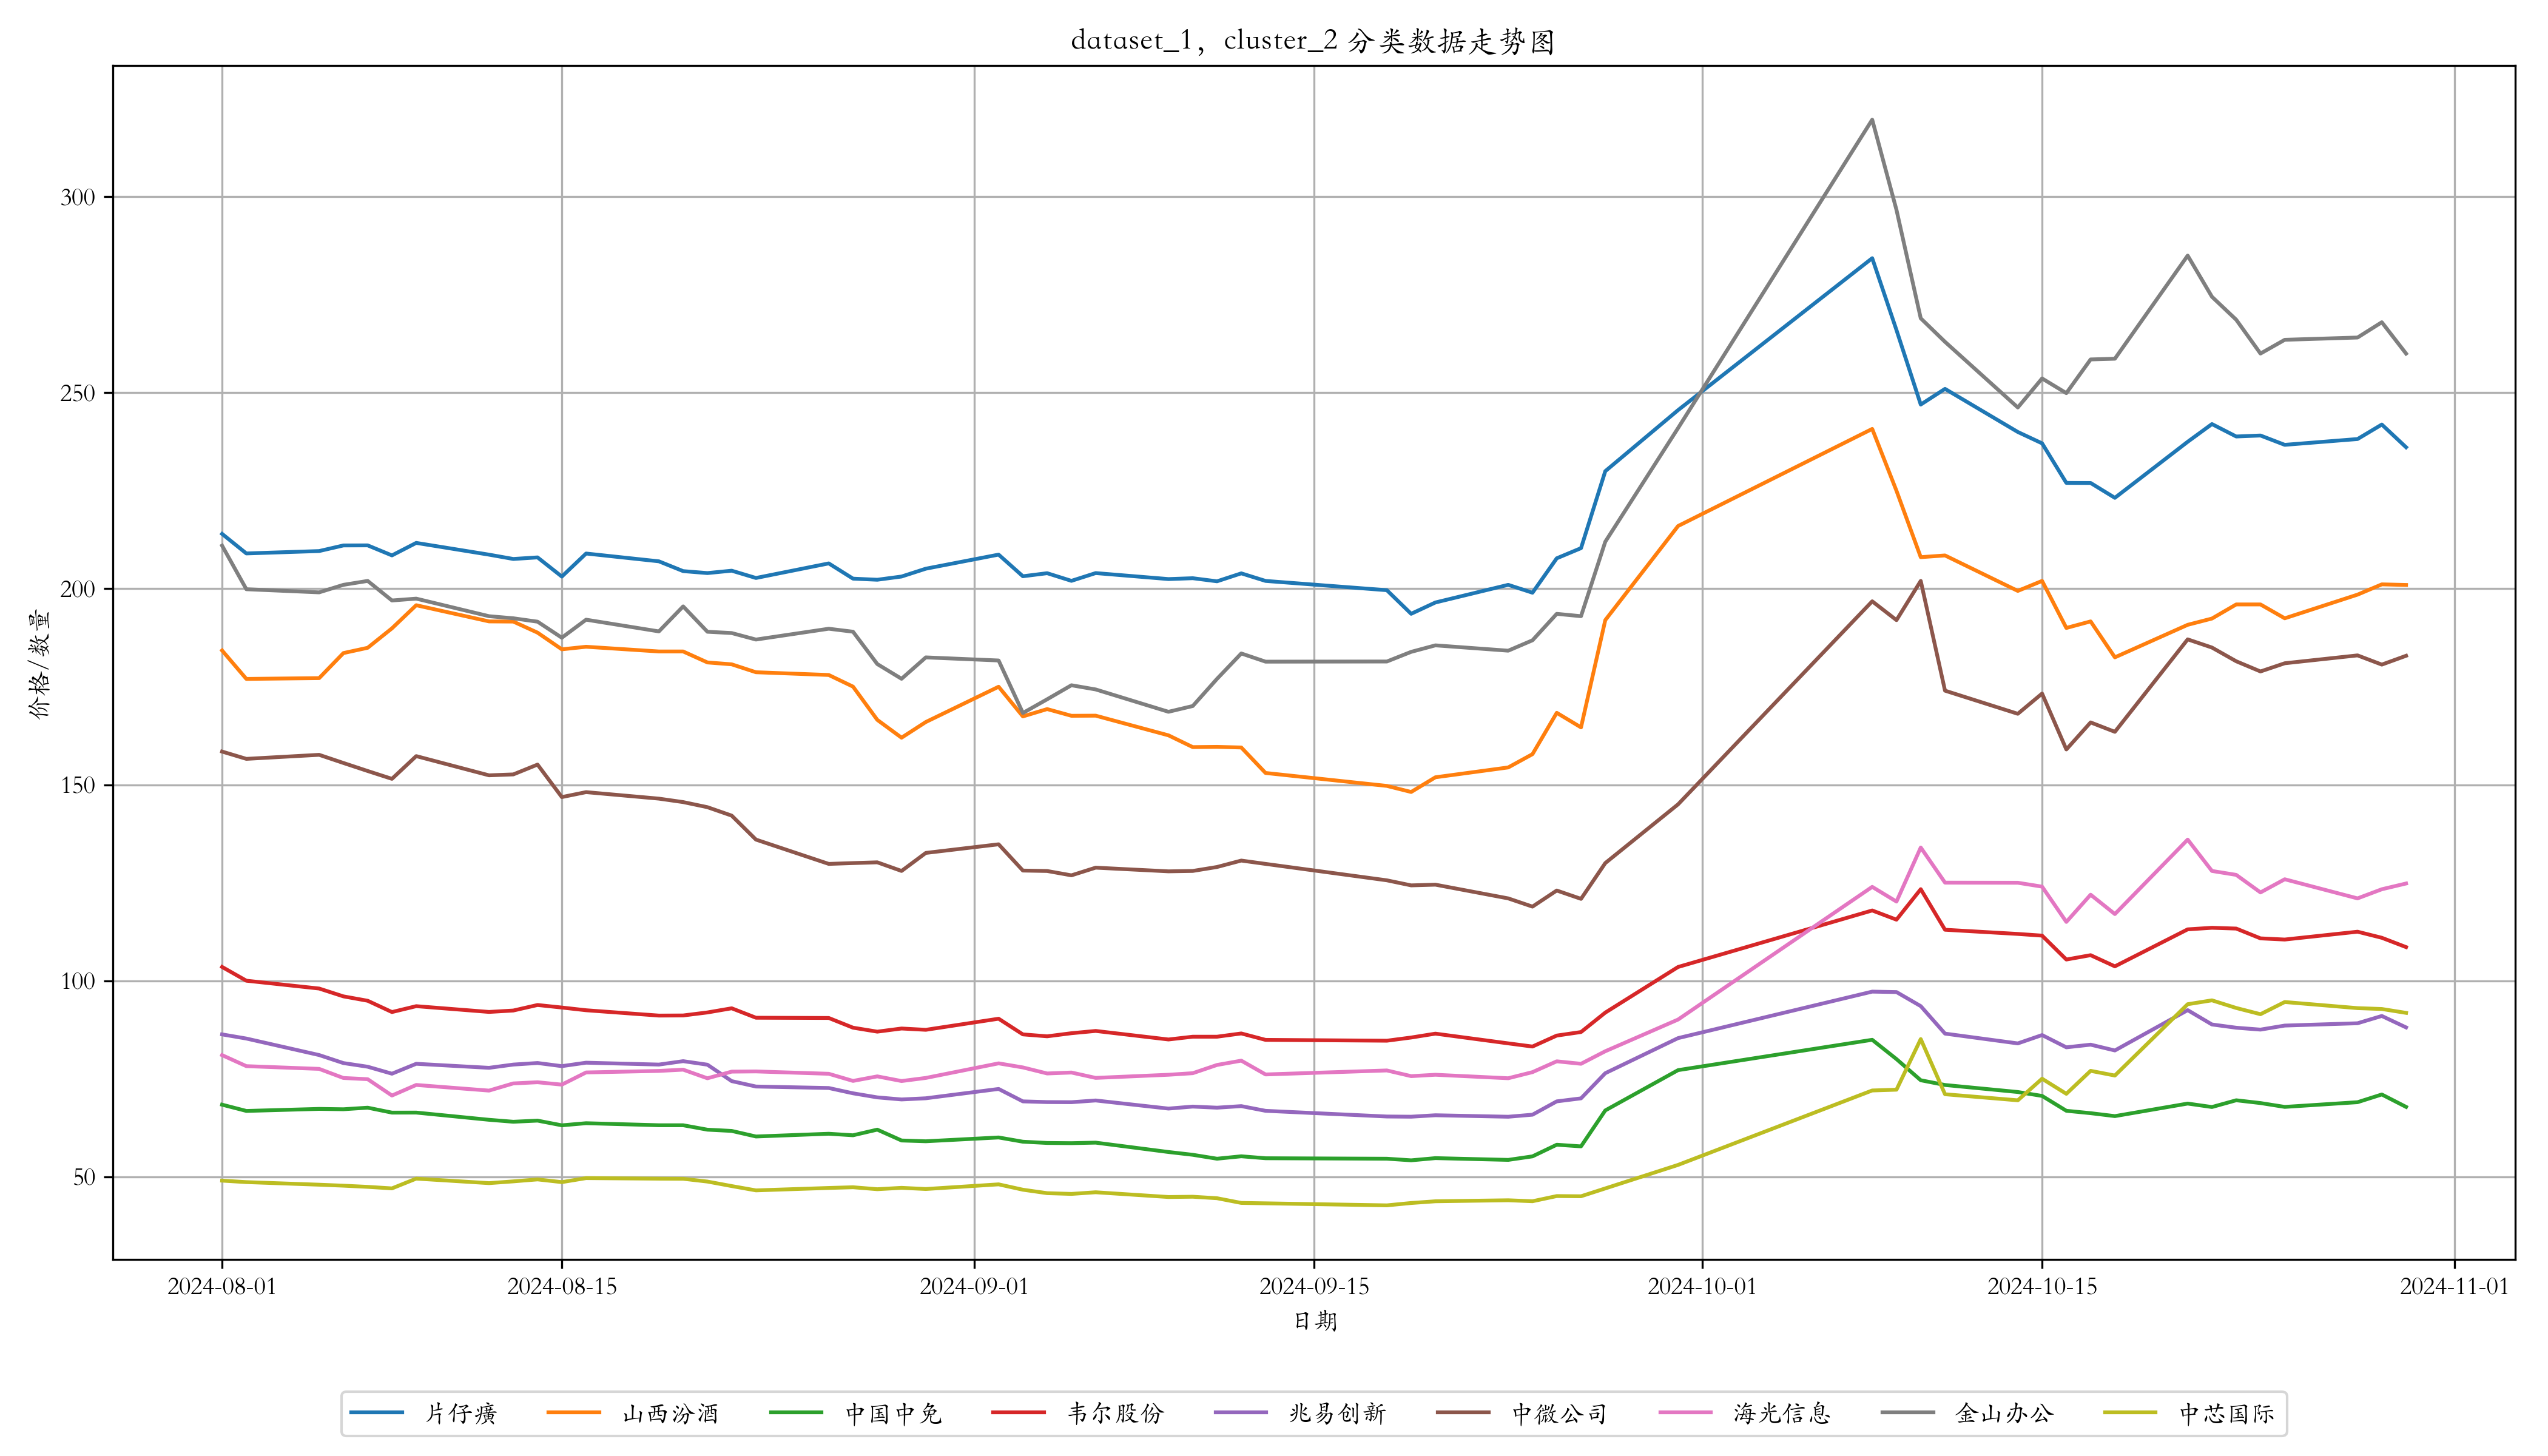 dataset_1，cluster_2 分类数据走势图
价格/数量
300
250
200
150
100
50
2024-08-01 2024-08-15 2024-09-01 2024-09-15 2024-10-01 2024-10-15 2024-11-01
日期
片仔癀 山西汾酒 中国中免 韦尔股份 兆易创新 中微公司 海光信息 金山办公 中芯国际